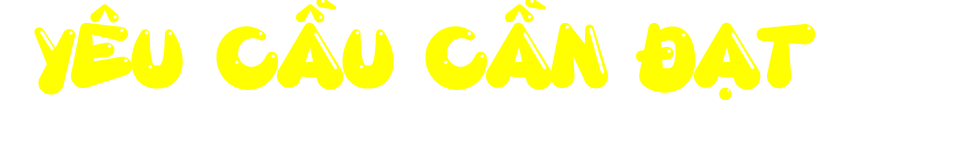 YÊU CẦU CẦN ĐẠT